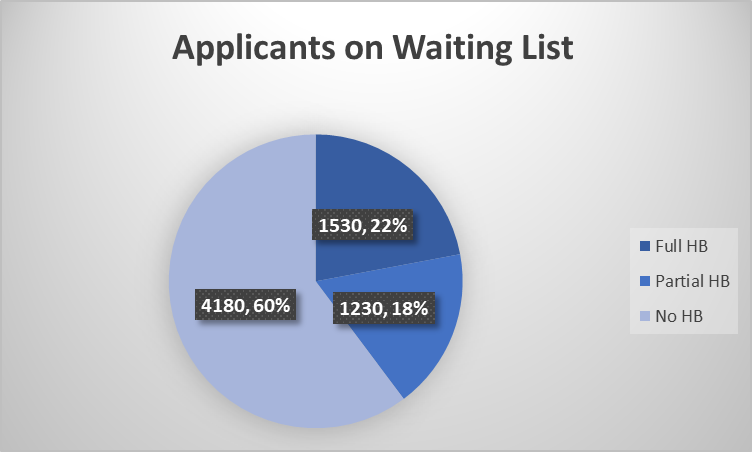 Applicants on Waiting List
1530, 22%
4180, 60%
1230, 18%
Full HB
Partial HB
No HB